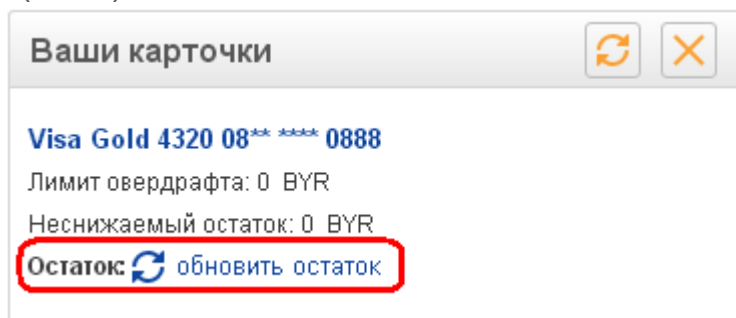 Ваши карточки
Visa Gold 4320 08** **** 0888
Лимит овердрафта: 0 BYR
Неснижаемый остаток: 0 BYR
Остаток: обновить остаток